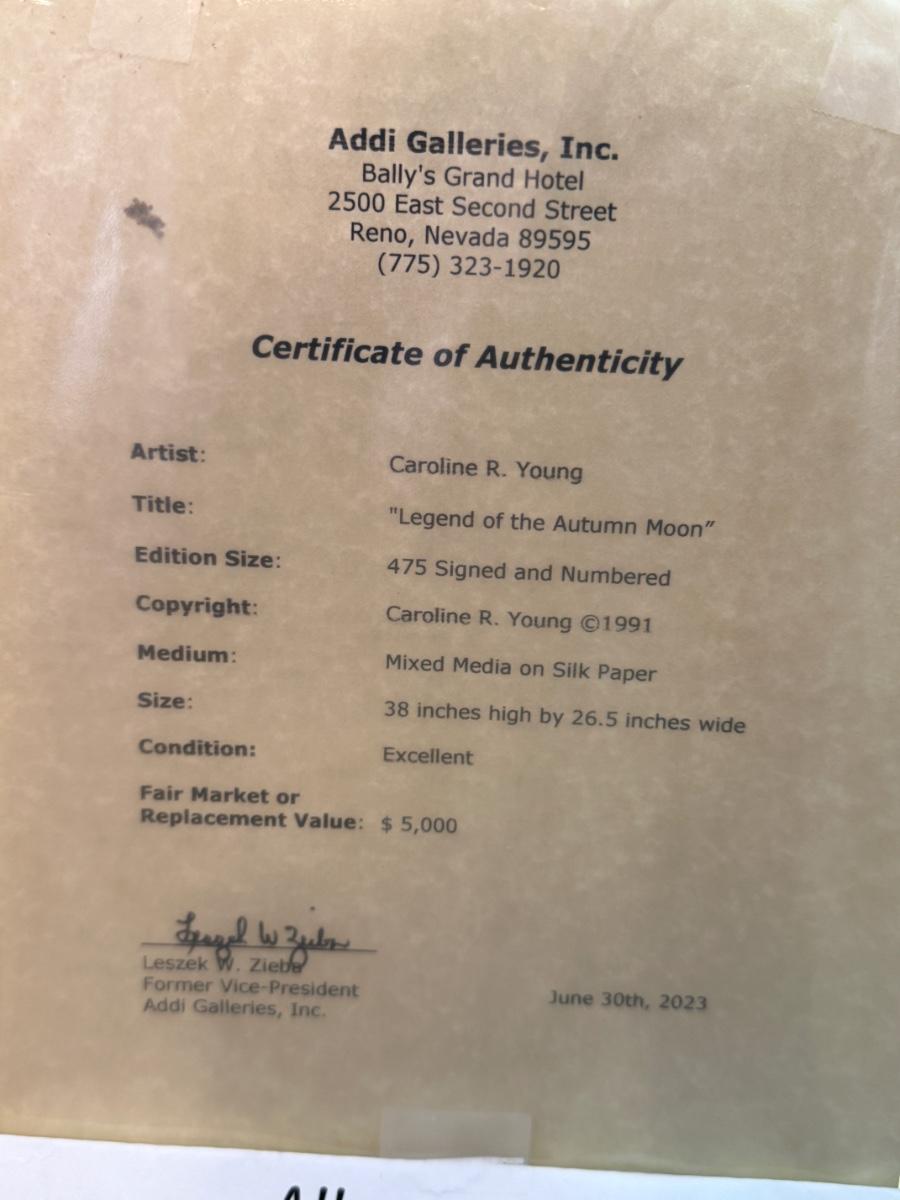 Addi Galleries, Inc.
Bally's Grand Hotel
2500 East Second Street
Reno, Nevada 89595
(775) 323-1920
Certificate of Authenticity
Artist: Caroline R. Young
Title: "Legend of the Autumn Moon”
Edition Size: 475 Signed and Numbered
Copyright: Caroline R. Young ©1991
Medium: Mixed Media on Silk Paper
Size: 38 inches high by 26.5 inches wide
Condition: Excellent
Fair Market or
Replacement Value: $ 5,000
Leszek W Zieba
Leszek W. Zieba
Former Vice-President
Addi Galleries, Inc.
June 30th, 2023